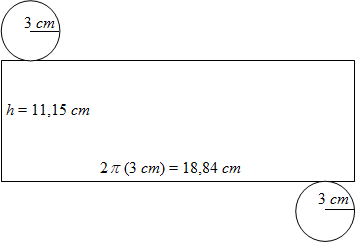 3 cm
h = 11,15 cm
2 π (3 cm) = 18,84 cm
3 cm